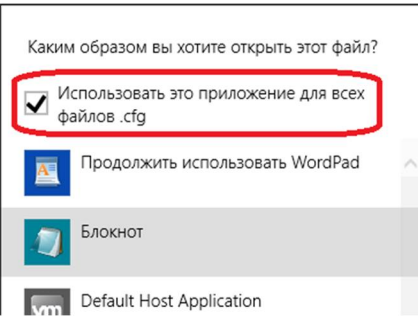 Каким образом вы хотите открыть этот файл?
Использовать это приложение для всех
файлов .cfg
Продолжить использовать WordPad
Блокнот
vm
Default Host Application